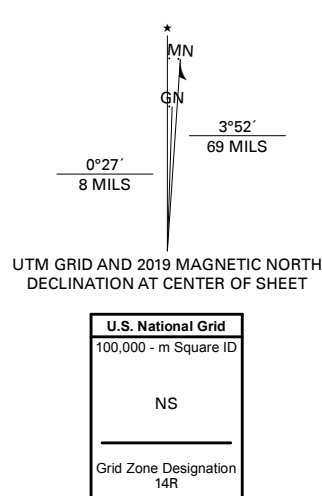 ★
MN
GN
3°52´
69 MILS
0°27´
8 MILS
UTM GRID AND 2019 MAGNETIC NORTH
DECLINATION AT CENTER OF SHEET
U.S. National Grid
100,000 - m Square ID
NS
Grid Zone Designation
14R